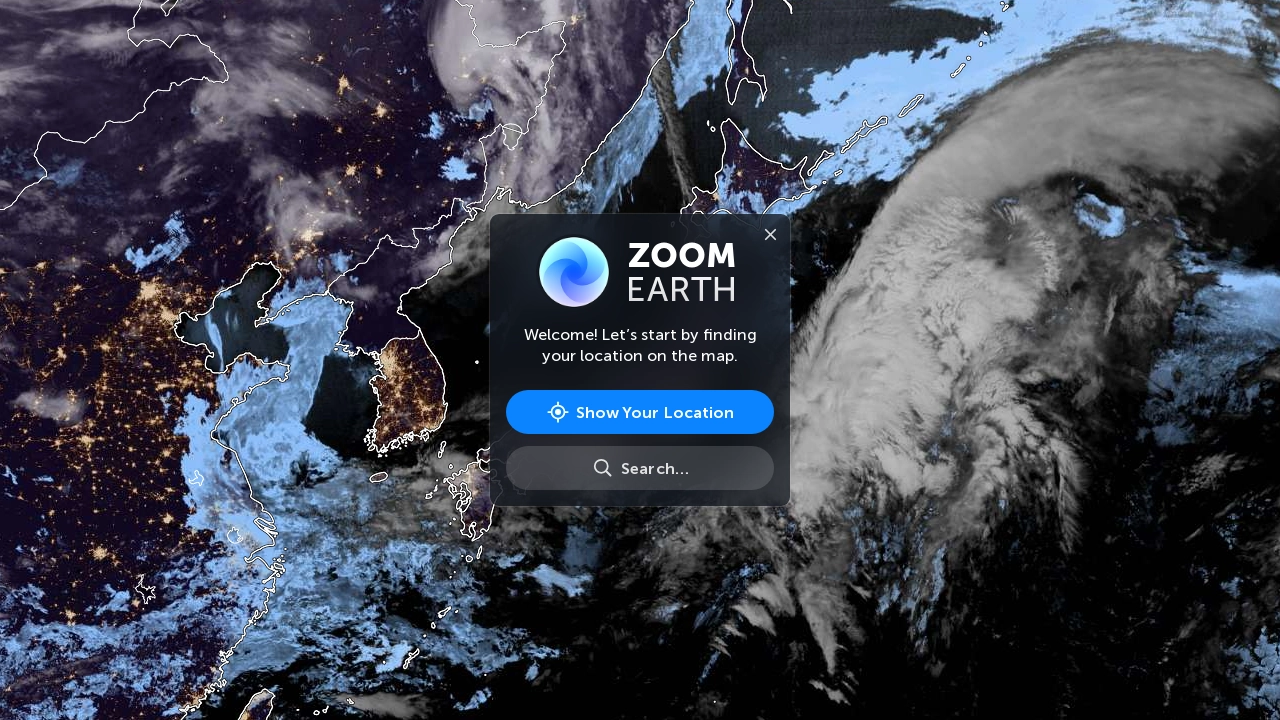 ZOOM
EARTH
Welcome! Let’s start by finding
your location on the map.
Show Your Location
Search...